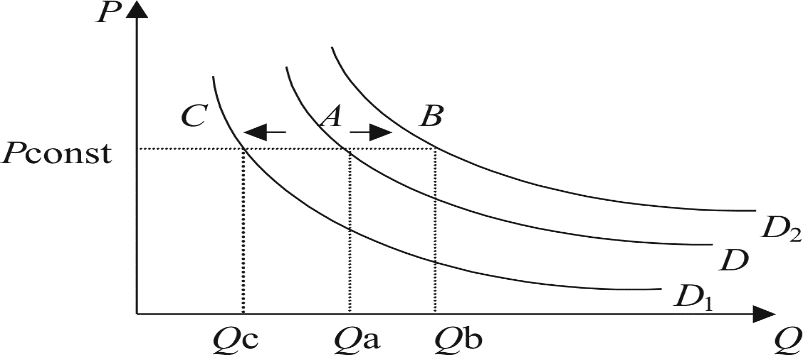 P
C A B
Pconst
D₂
D
D₁
Qc Qa Qb Q